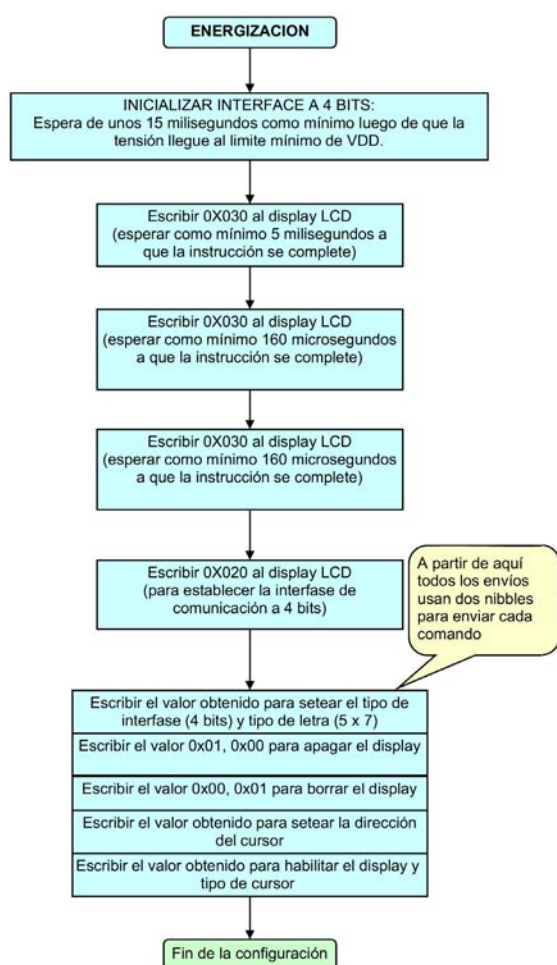 ENERGIZACION
INICIALIZAR INTERFACE A 4 BITS:
Espera de unos 15 milisegundos como mínimo luego de que la
tensión llegue al limite mínimo de VDD.
Escribir 0X030 al display LCD
(esperar como mínimo 5 milisegundos a
que la instrucción se complete)
Escribir 0X030 al display LCD
(esperar como mínimo 160 microsegundos
a que la instrucción se complete)
Escribir 0X030 al display LCD
(esperar como mínimo 160 microsegundos
a que la instrucción se complete)
Escribir 0X020 al display LCD
(para establecer la interfase de
comunicación a 4 bits)
A partir de aquí
todos los envíos
usan dos nibbles
para enviar cada
comando
Escribir el valor obtenido para setear el tipo de
interfase (4 bits) y tipo de letra (5 x 7)
Escribir el valor 0x01, 0x00 para apagar el display
Escribir el valor 0x00, 0x01 para borrar el display
Escribir el valor obtenido para setear la dirección
del cursor
Escribir el valor obtenido para habilitar el display y
tipo de cursor
Fin de la configuración